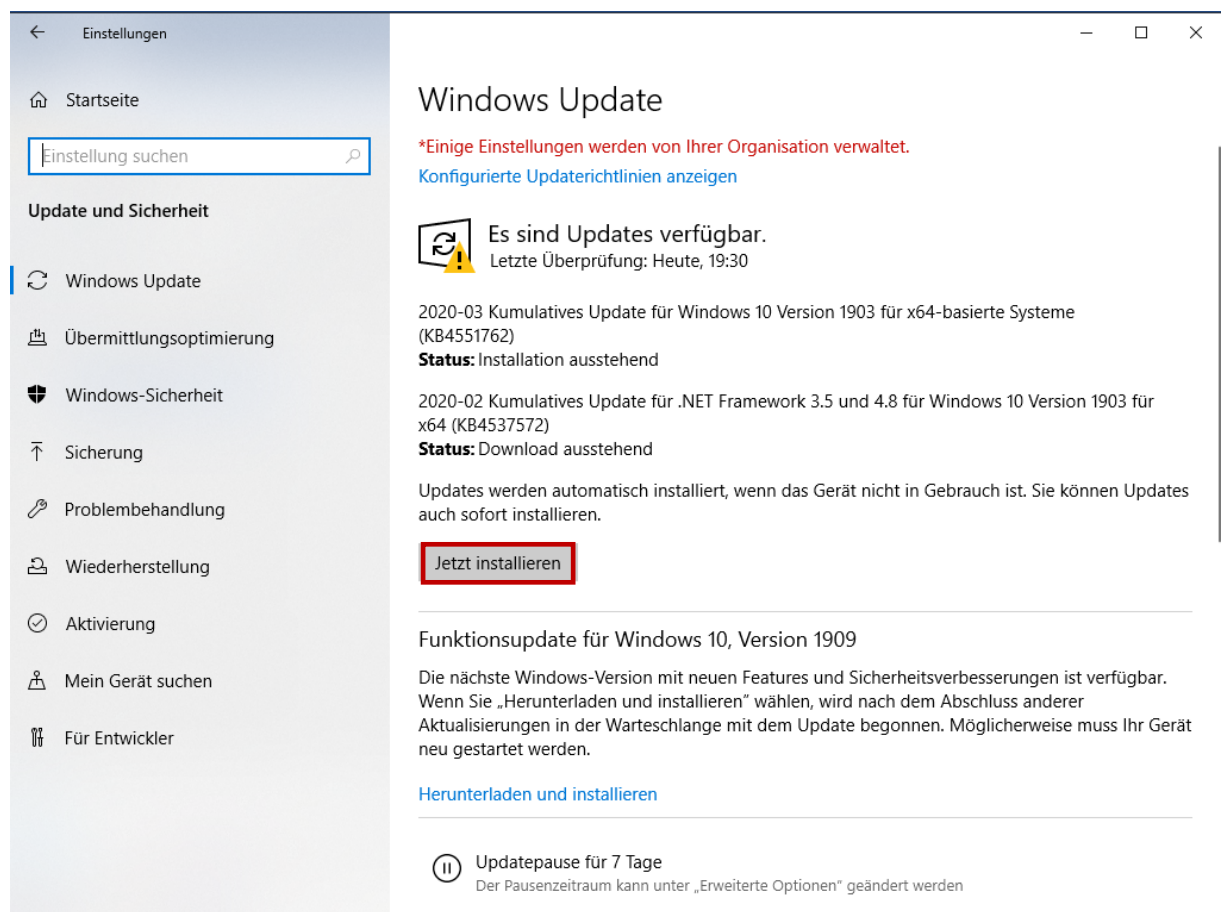 Einstellungen
Startseite
Einstellung suchen
Update und Sicherheit
Windows Update
Übermittlungsoptimierung
Windows-Sicherheit
Sicherung
Problembehandlung
Wiederherstellung
Aktivierung
Mein Gerät suchen
Für Entwickler
Windows Update
*Einige Einstellungen werden von Ihrer Organisation verwaltet.
Konfigurierte Updaterichtlinien anzeigen
Es sind Updates verfügbar.
Letzte Überprüfung: Heute, 19:30
2020-03 Kumulatives Update für Windows 10 Version 1903 für x64-basierte Systeme
(KB4551762)
Status: Installation ausstehend
2020-02 Kumulatives Update für .NET Framework 3.5 und 4.8 für Windows 10 Version 1903 für
x64 (KB4537572)
Status: Download ausstehend
Updates werden automatisch installiert, wenn das Gerät nicht in Gebrauch ist. Sie können Updates
auch sofort installieren.
Jetzt installieren
Funktionsupdate für Windows 10, Version 1909
Die nächste Windows-Version mit neuen Features und Sicherheitsverbesserungen ist verfügbar.
Wenn Sie „Herunterladen und installieren“ wählen, wird nach dem Abschluss anderer
Aktualisierungen in der Warteschlange mit dem Update begonnen. Möglicherweise muss Ihr Gerät
neu gestartet werden.
Herunterladen und installieren
Updatepause für 7 Tage
Der Pausenzeitraum kann unter „Erweiterte Optionen“ geändert werden